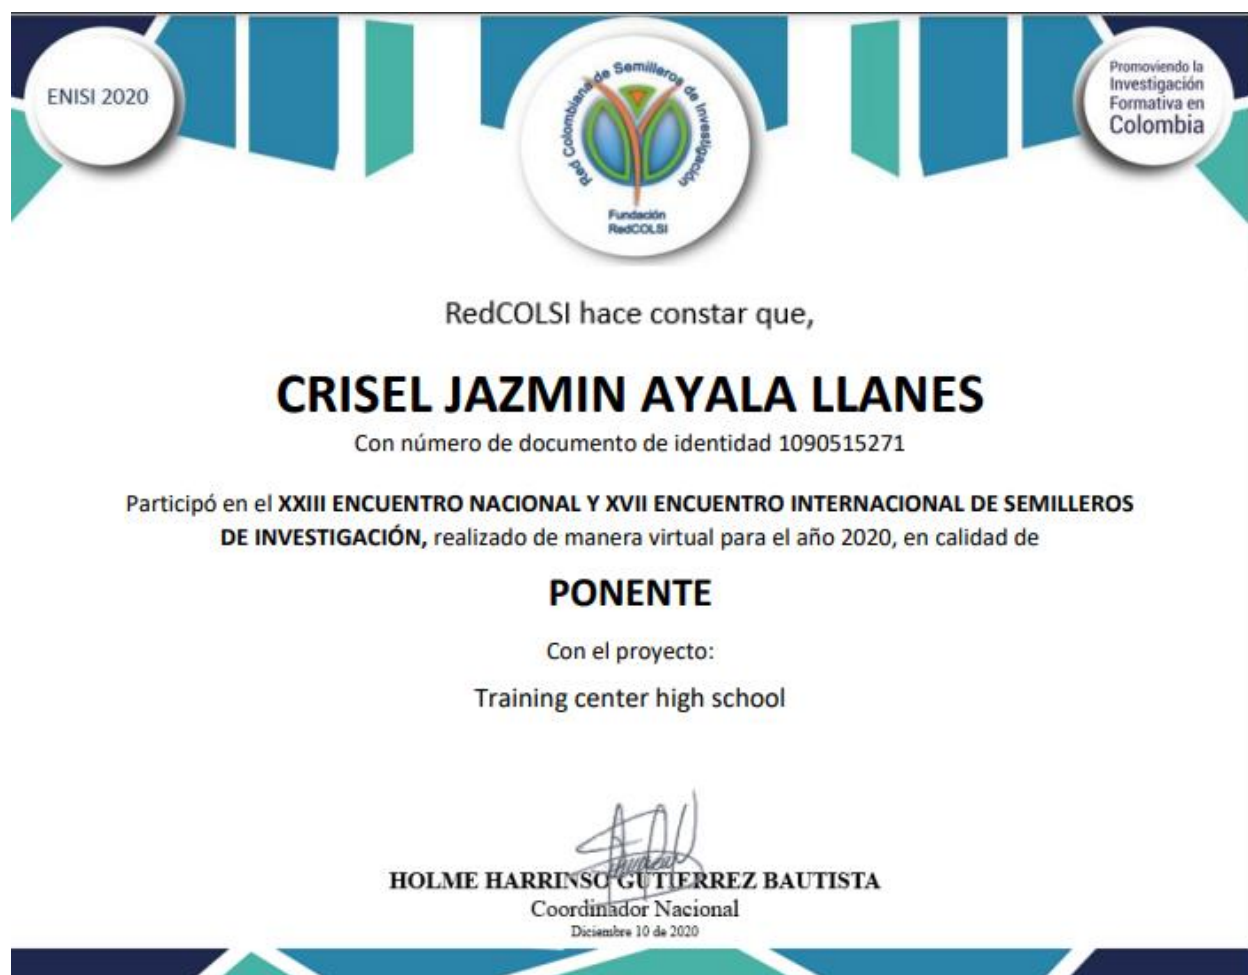 ENISI 2020
Red Colombiana de Semilleros de Investigación
Fundación
RedCOLSI
Promoviendo la
Investigación
Formativa en
Colombia
RedCOLSI hace constar que,
CRISEL JAZMIN AYALA LLANES
Con número de documento de identidad 1090515271
Participó en el XXIII ENCUENTRO NACIONAL Y XVII ENCUENTRO INTERNACIONAL DE SEMILLEROS
DE INVESTIGACIÓN, realizado de manera virtual para el año 2020, en calidad de
PONENTE
Con el proyecto:
Training center high school
HOLME HARRINSO GUTIERREZ BAUTISTA
Coordinador Nacional
Diciembre 10 de 2020